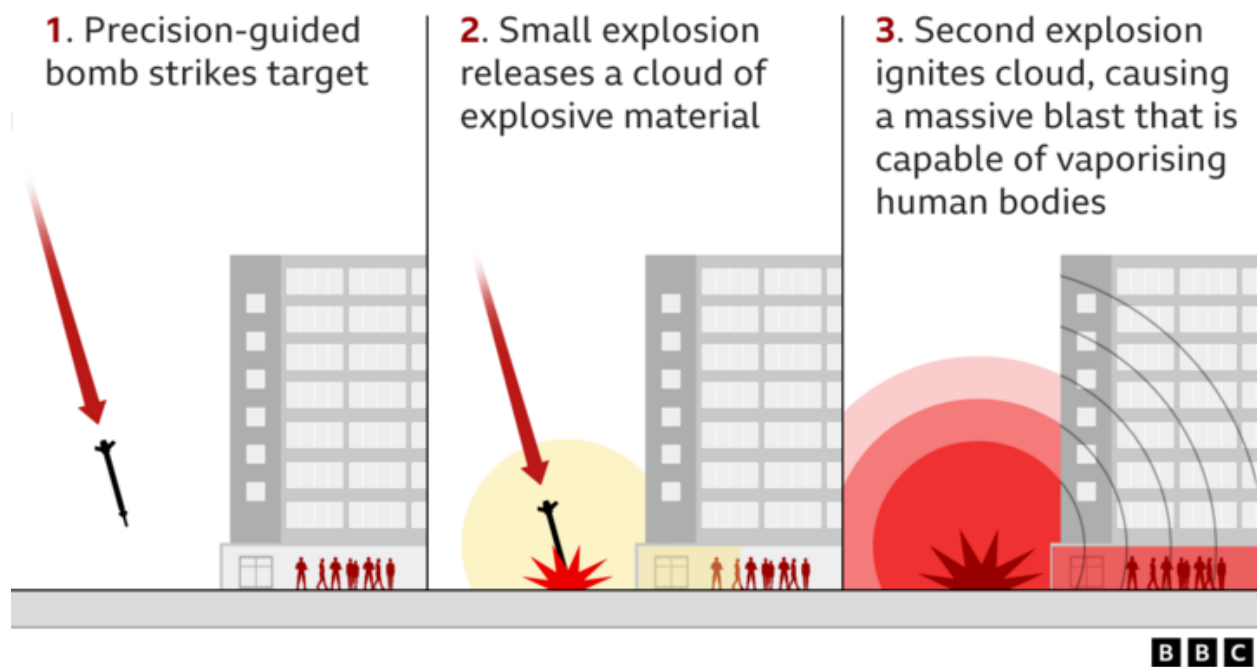 1. Precision-guided
bomb strikes target
2. Small explosion
releases a cloud of
explosive material
3. Second explosion
ignites cloud, causing
a massive blast that is
capable of vaporising
human bodies
BBC